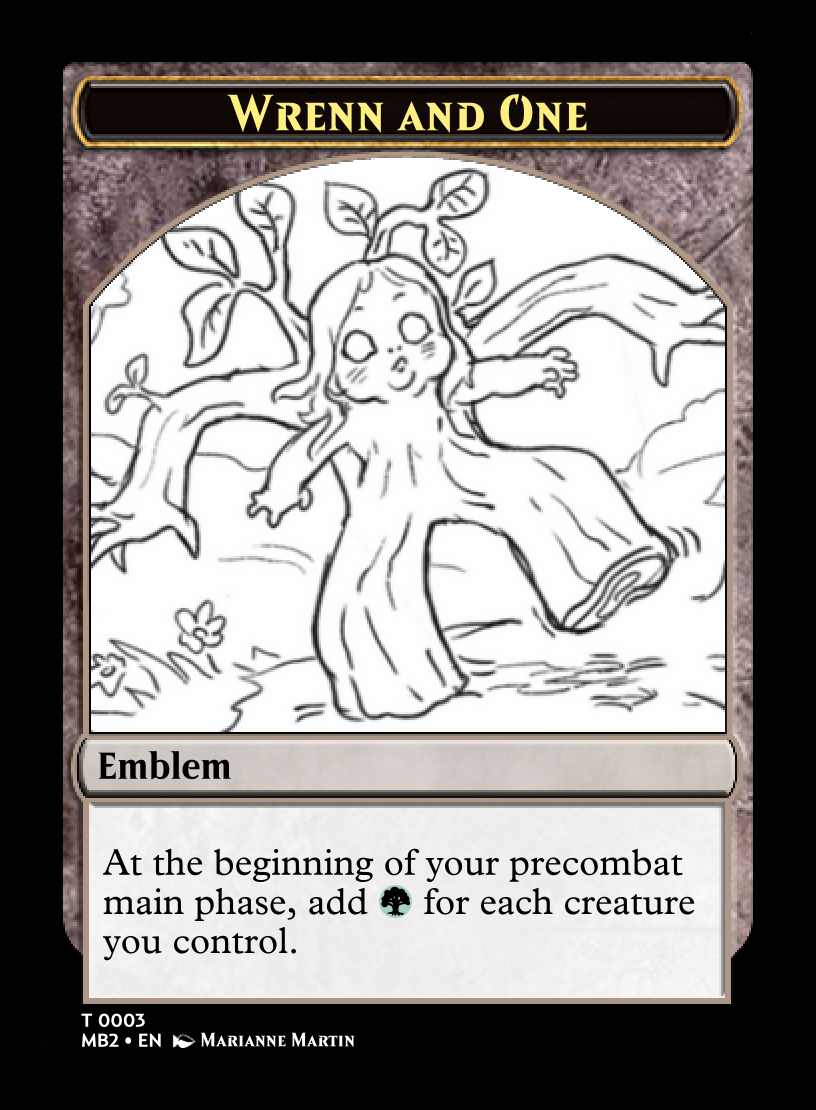 Wrenn and One
Emblem
At the beginning of your precombat
main phase, add for each creature
you control.
T 0003
MB2 • EN Marianne Martin